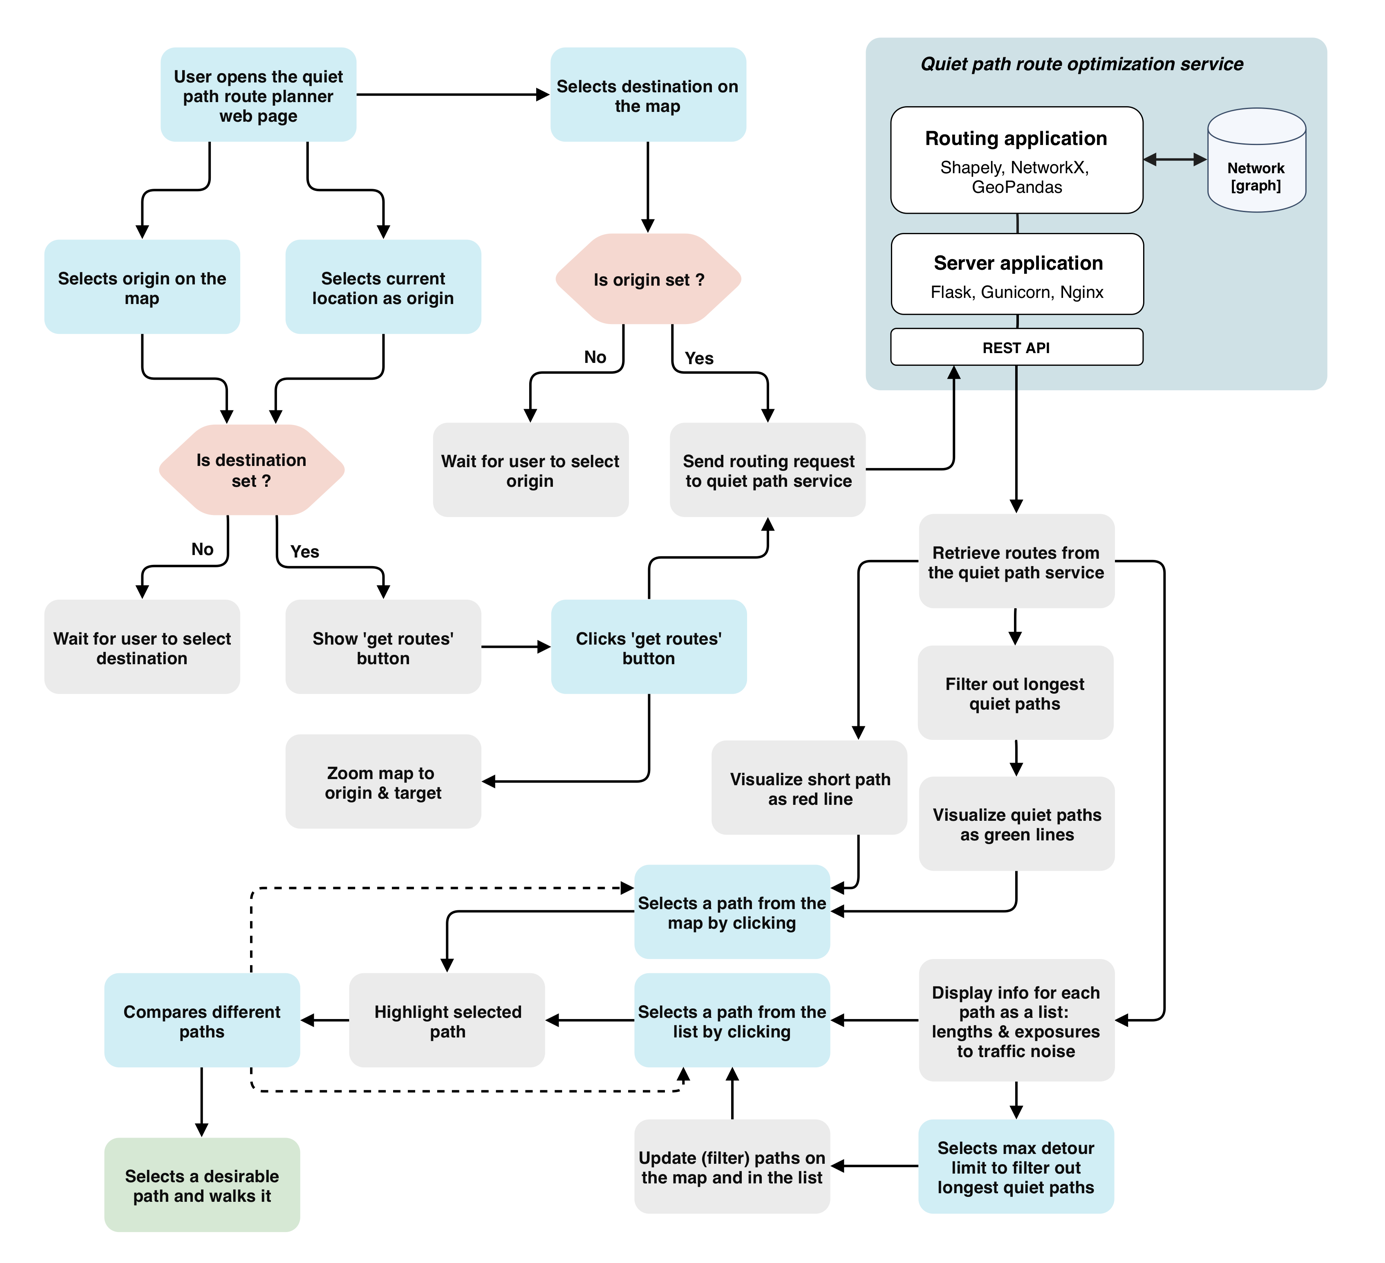 User opens the quiet
path route planner
web page
Selects destination on
the map
Quiet path route optimization service
Routing application
Shapely, NetworkX,
GeoPandas
Network
[graph]
Server application
Flask, Gunicorn, Nginx
REST API
Selects origin on the
map
Selects current
location as origin
Is origin set ?
No
Yes
Is destination
set ?
Wait for user to select
origin
Send routing request
to quiet path service
No
Yes
Retrieve routes from
the quiet path service
Wait for user to select
destination
Show 'get routes'
button
Clicks 'get routes'
button
Filter out longest
quiet paths
Zoom map to
origin & target
Visualize short path
as red line
Visualize quiet paths
as green lines
Selects a path from the
map by clicking
Compares different
paths
Highlight selected
path
Selects a path from the
list by clicking
Display info for each
path as a list:
lengths & exposures
to traffic noise
Selects a desirable
path and walks it
Update (filter) paths on
the map and in the list
Selects max detour
limit to filter out
longest quiet paths